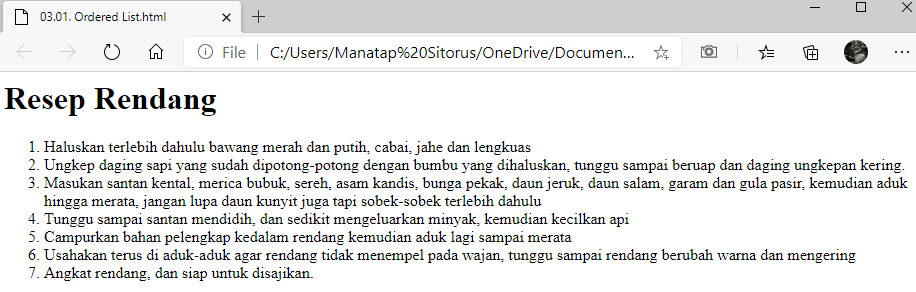 03.01. Ordered List.html
File
C:/Users/Manatap%20Sitorus/OneDrive/Documen...
Resep Rendang
1. Haluskan terlebih dahulu bawang merah dan putih, cabai, jahe dan lengkuas
2. Ungkep daging sapi yang sudah dipotong-potong dengan bumbu yang dihaluskan, tunggu sampai beruap dan daging ungkepan kering.
3. Masukan santan kental, merica bubuk, sereh, asam kandis, bunga pekak, daun jeruk, daun salam, garam dan gula pasir, kemudian aduk
hingga merata, jangan lupa daun kunyit juga tapi sobek-sobek terlebih dahulu
4. Tunggu sampai santan mendidih, dan sedikit mengeluarkan minyak, kemudian kecilkan api
5. Campurkan bahan pelengkap kedalam rendang kemudian aduk lagi sampai merata
6. Usahakan terus di aduk-aduk agar rendang tidak menempel pada wajan, tunggu sampai rendang berubah warna dan mengering
7. Angkat rendang, dan siap untuk disajikan.